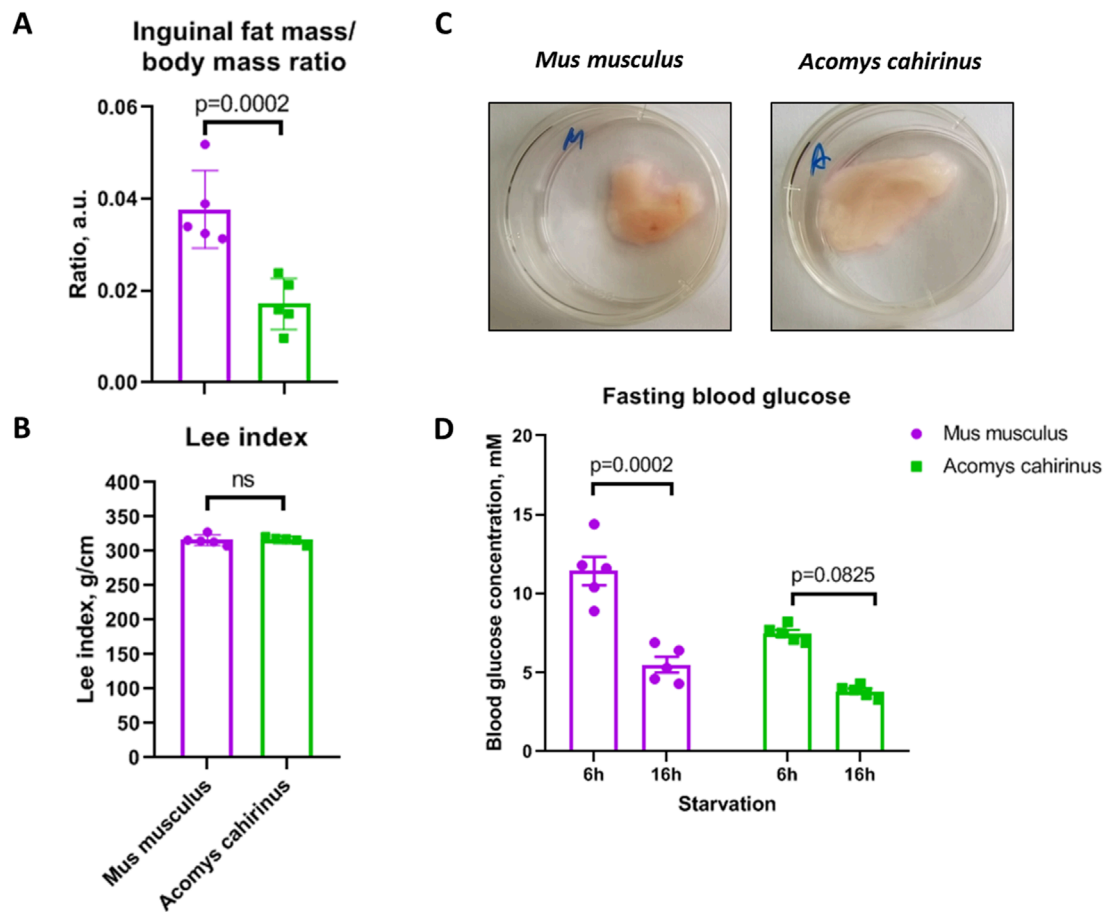 A
Inguinal fat mass/
body mass ratio
p=0.0002
0.06
0.04
0.02
0.00
Ratio, a.u.
B
Lee index
ns
400
350
300
250
200
150
100
50
0
Lee index, g/cm
Mus musculus
Acomys cahirinus
C
Mus musculus
Acomys cahirinus
M
A
D
Fasting blood glucose
Mus musculus
Acomys cahirinus
p=0.0002
p=0.0825
20
15
10
5
0
Blood glucose concentration, mM
6h
16h
6h
16h
Starvation